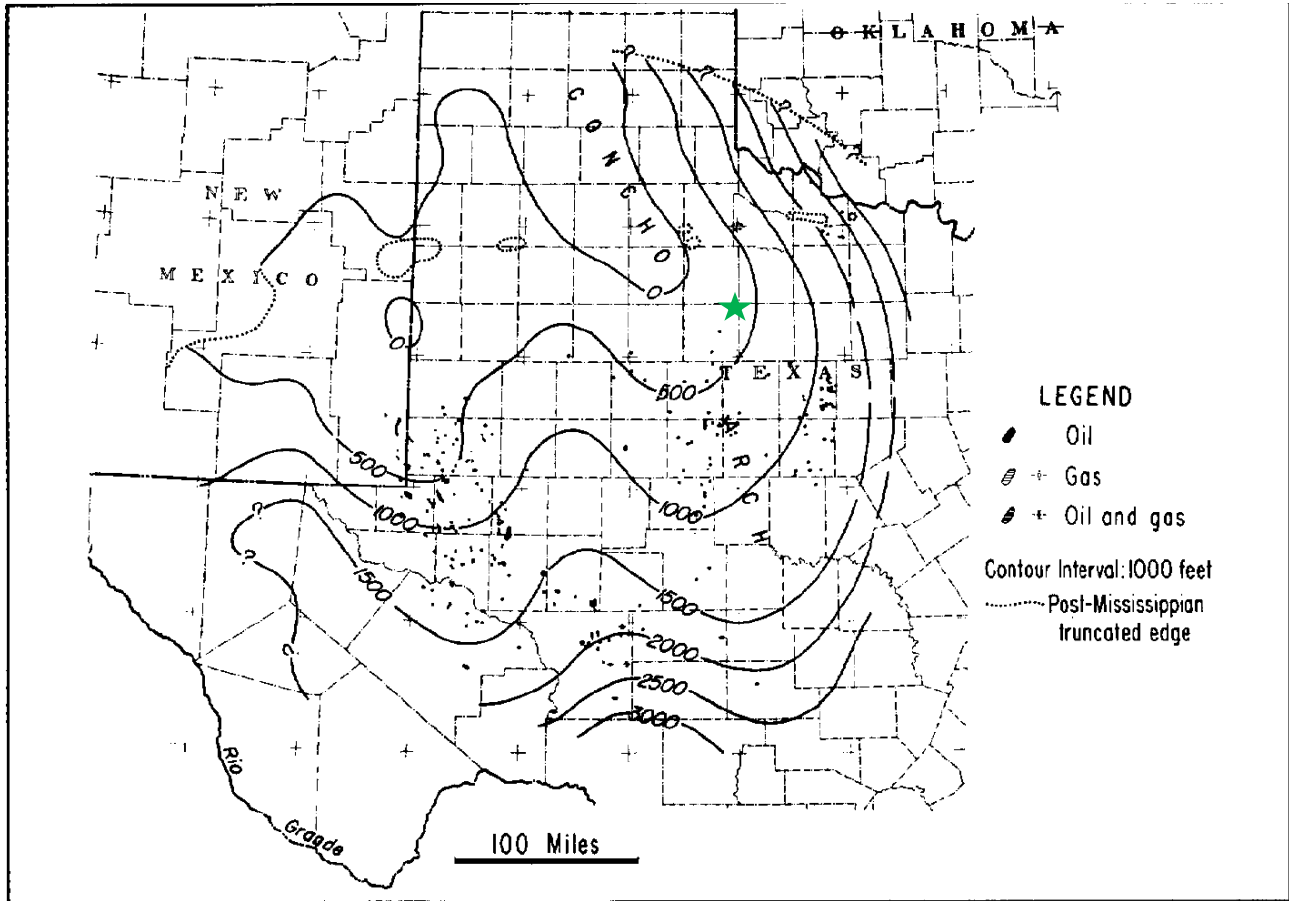 OKLAHOMA
?
?
?
?
CONCHO
NEW
MEXICO
0
0
0
TEXAS
500
ARCH
500
1000
1000
?
?
?
1500
1500
2000
2500
3000
Rio
Grande
100 Miles
LEGEND
Oil
Gas
Oil and gas
Contour Interval: 1000 feet
Post-Mississippian
truncated edge